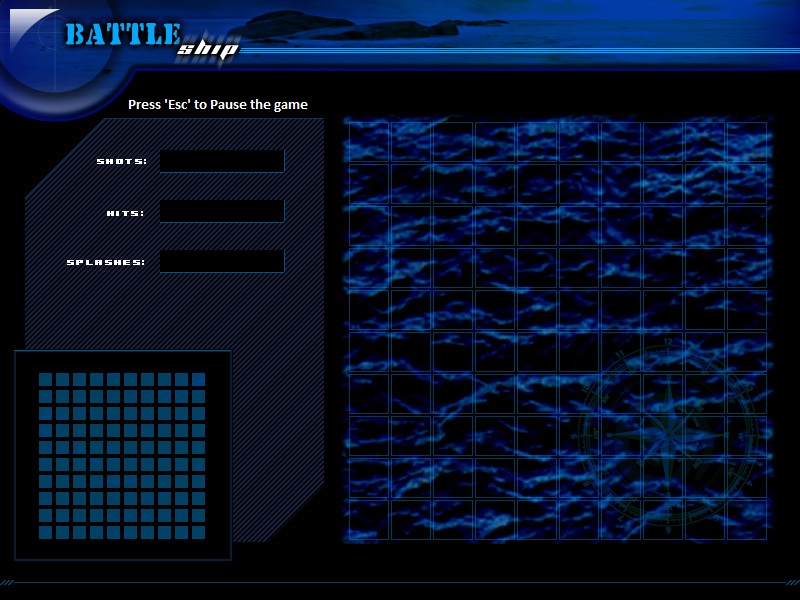 BATTLE
ship
Press 'Esc' to Pause the game
SHOTS:
HITS:
SPLASHES: